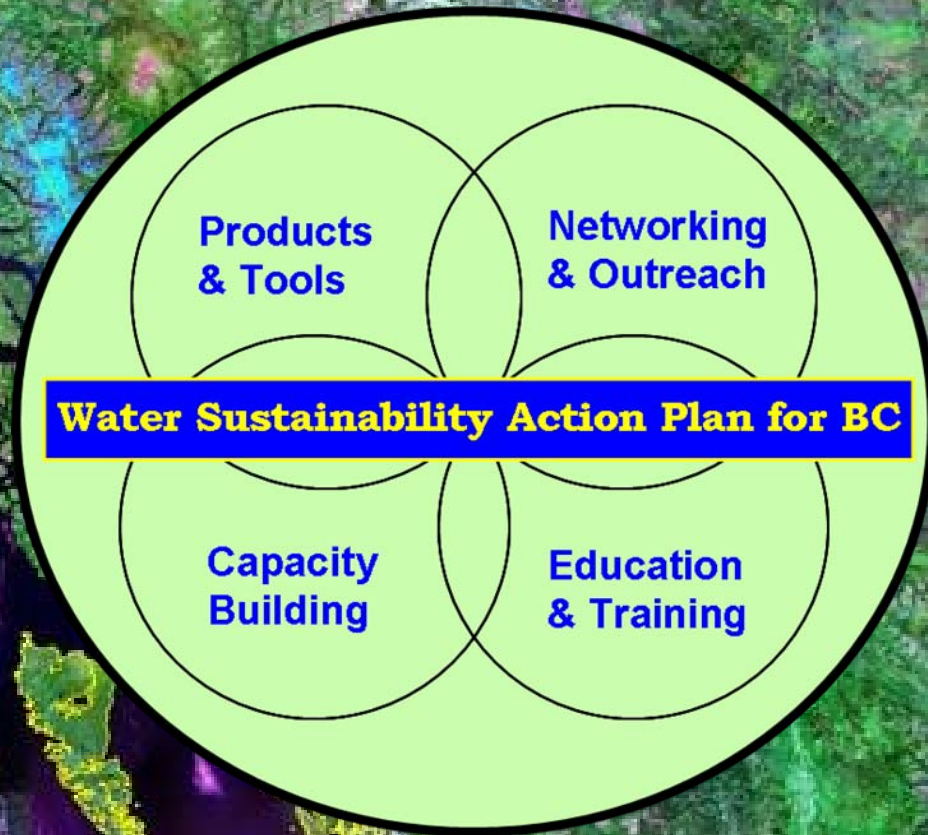 Products
& Tools
Networking
& Outreach
Water Sustainability Action Plan for BC
Capacity
Building
Education
& Training